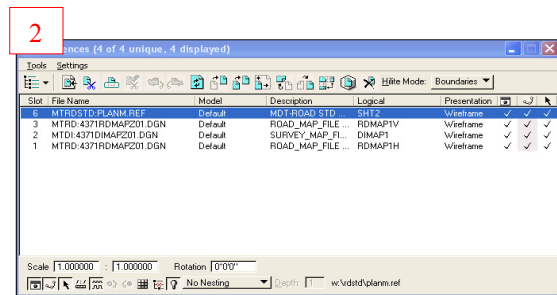 2
ences (4 of 4 unique, 4 displayed)
Tools Settings
Hilite Mode: Boundaries
Slot File Name Model Description Logical Presentation
6 MTRDSTD:PLANM.REF Default MDT-ROAD STD ... SHT2 Wireframe
3 MTRD:4371RDMAPZ01.DGN Default ROAD_MAP_FILE ... RDMAP1V Wireframe
2 MTDI:4371DIMAPZ01.DGN Default SURVEY_MAP_FI... DIMAP1 Wireframe
1 MTRD:4371RDMAPZ01.DGN Default ROAD_MAP_FILE ... RDMAP1H Wireframe
Scale 1.000000 : 1.000000 Rotation 0°0'0"
No Nesting Depth: 1 w:\rdstd\planm.ref